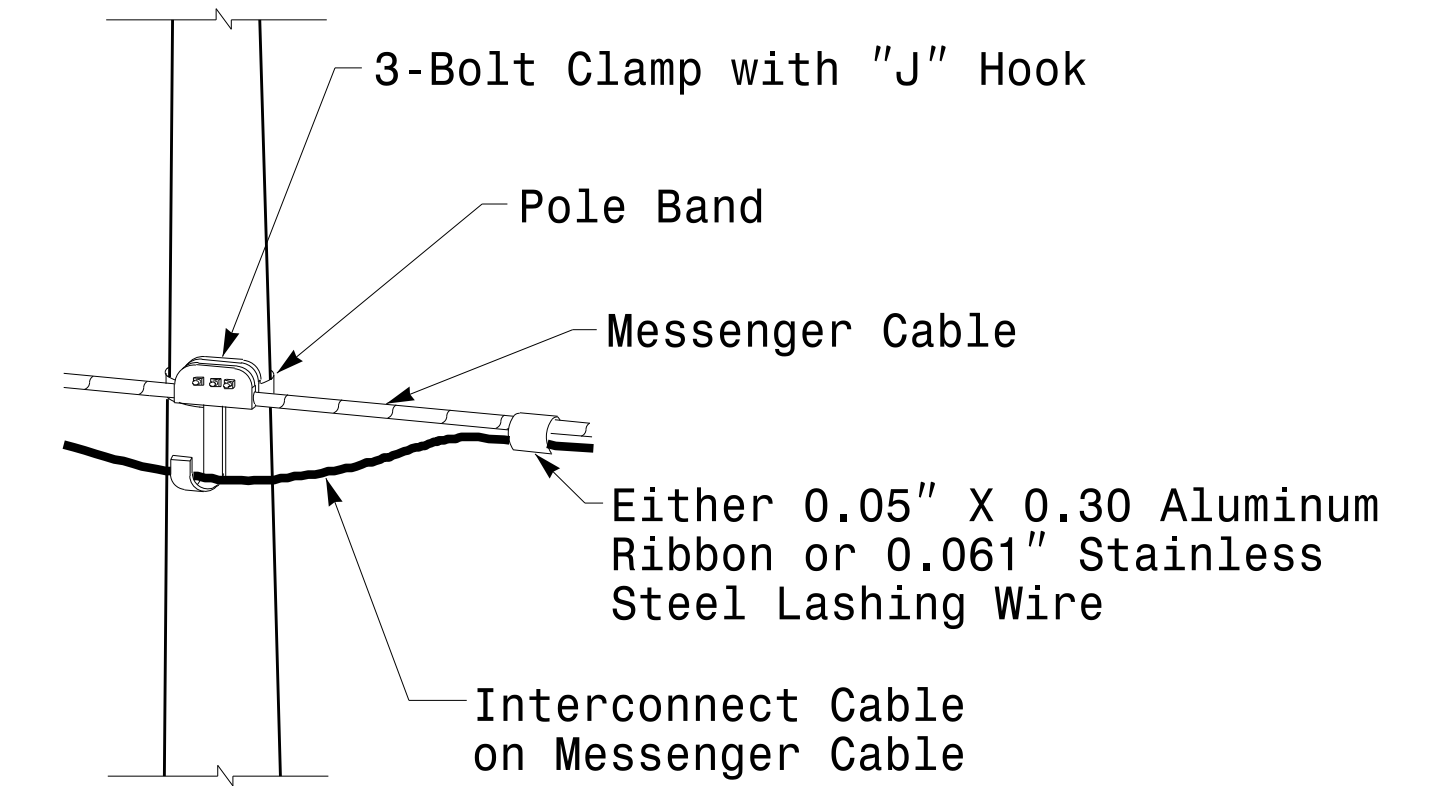 3-Bolt Clamp with "J" Hook
Pole Band
Messenger Cable
Either 0.05" X 0.30 Aluminum
Ribbon or 0.061" Stainless
Steel Lashing Wire
Interconnect Cable
on Messenger Cable